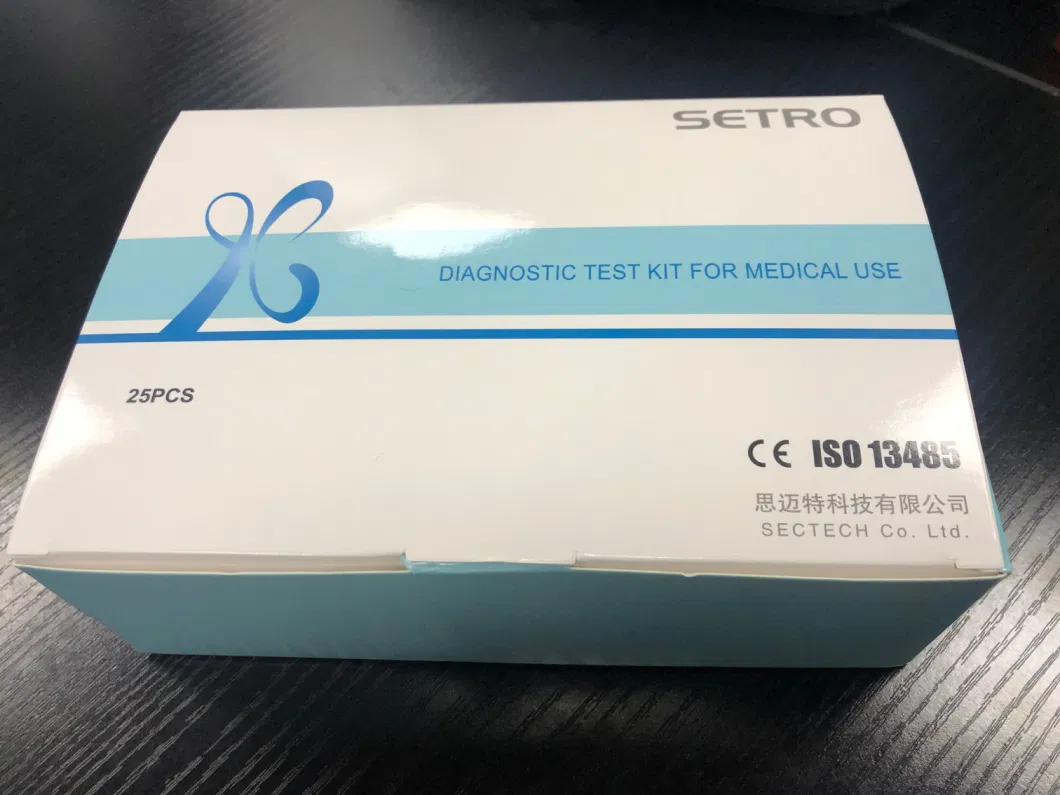 SETRO
DIAGNOSTIC TEST KIT FOR MEDICAL USE
25PCS
CE ISO 13485
思迈特科技有限公司
SECTECH Co. Ltd.